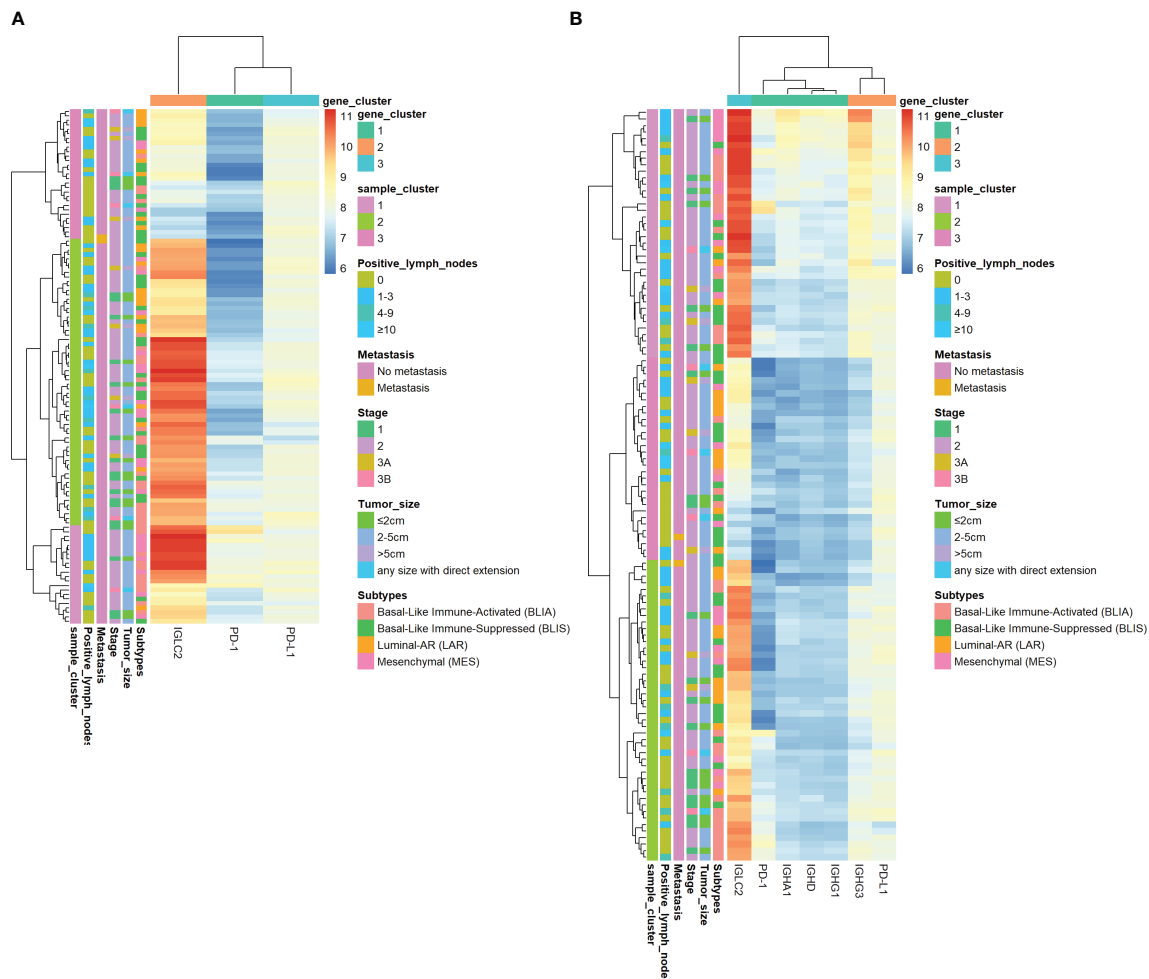 A
gene_cluster
11
10
9
8
7
6
gene_cluster
1
2
3
sample_cluster
1
2
3
Positive_lymph_nodes
0
1-3
4-9
≥10
Metastasis
No metastasis
Metastasis
Stage
1
2
3A
3B
Tumor_size
≤2cm
2-5cm
>5cm
any size with direct extension
Subtypes
Basal-Like Immune-Activated (BLIA)
Basal-Like Immune-Suppressed (BLIS)
Luminal-AR (LAR)
Mesenchymal (MES)
sample_cluster
Positive_lymph_nodes
Metastasis
Stage
Tumor_size
Subtypes
IGLC2
PD-1
PD-L1
B
gene_cluster
11
10
9
8
7
6
gene_cluster
1
2
3
sample_cluster
1
2
3
Positive_lymph_nodes
0
1-3
4-9
≥10
Metastasis
No metastasis
Metastasis
Stage
1
2
3A
3B
Tumor_size
≤2cm
2-5cm
>5cm
any size with direct extension
Subtypes
Basal-Like Immune-Activated (BLIA)
Basal-Like Immune-Suppressed (BLIS)
Luminal-AR (LAR)
Mesenchymal (MES)
sample_cluster
Positive_lymph_node
Metastasis
Stage
Tumor_size
Subtypes
IGLC2
PD-1
IGHA1
IGHD
IGHG1
IGHG3
PD-L1